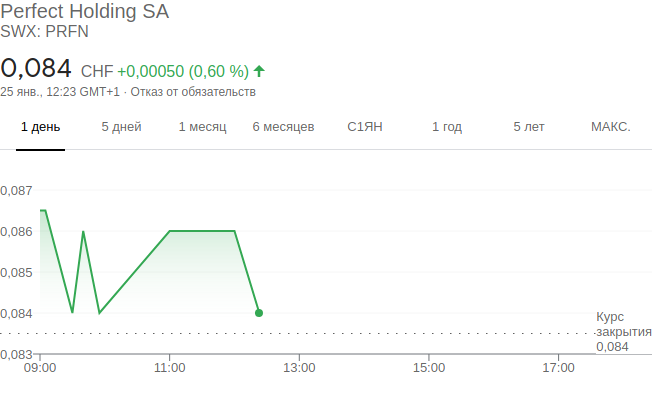 Perfect Holding SA
SWX: PRFN
0,084 CHF +0,00050 (0,60 %)
25 янв., 12:23 GMT+1 · Отказ от обязательств
1 день 5 дней 1 месяц 6 месяцев С1ЯН 1 год 5 лет МАКС.
0,087
0,086
0,085
0,084
Курс
закрытия
0,084
0,083
09:00 11:00 13:00 15:00 17:00